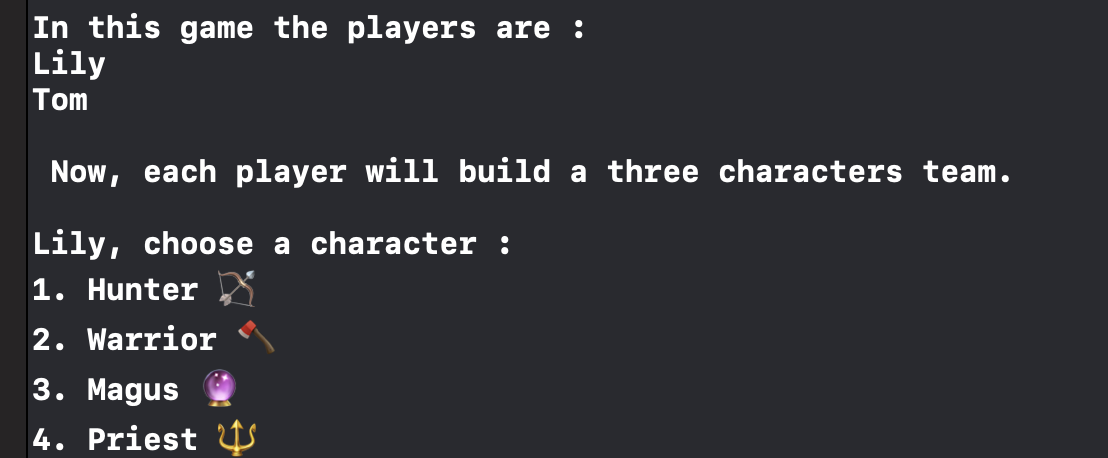 In this game the players are :
Lily
Tom
Now, each player will build a three characters team.
Lily, choose a character :
1. Hunter 🏹
2. Warrior 🪓
3. Magus 🔮
4. Priest 🔱